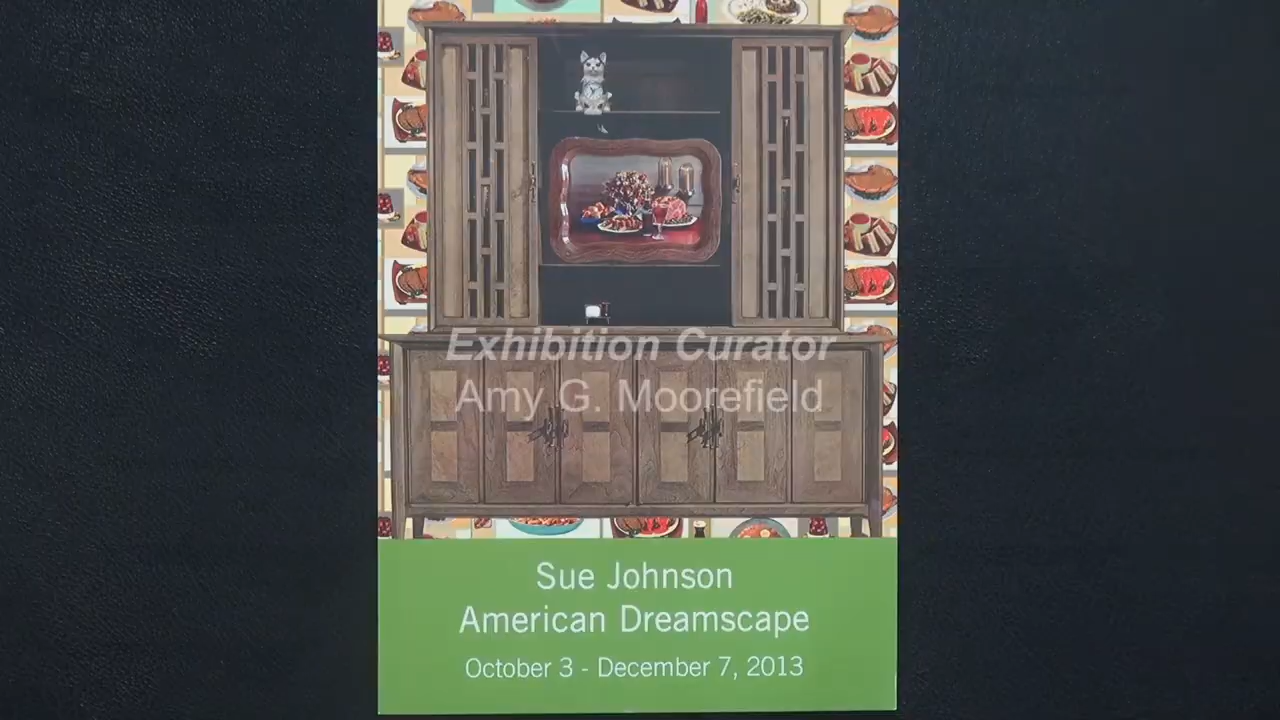 Exhibition Curator
Amy G. Moorefield
Sue Johnson
American Dreamscape
October 3 - December 7, 2013